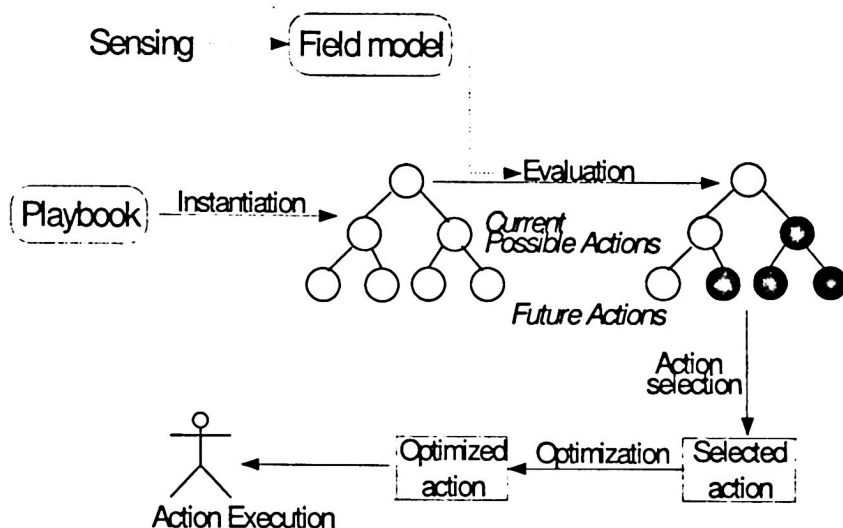 Sensing
Field model
Evaluation
Playbook
Instantiation
Current
Possible Actions
Future Actions
Action
selection
Optimized
action
Optimization
Selected
action
Action Execution